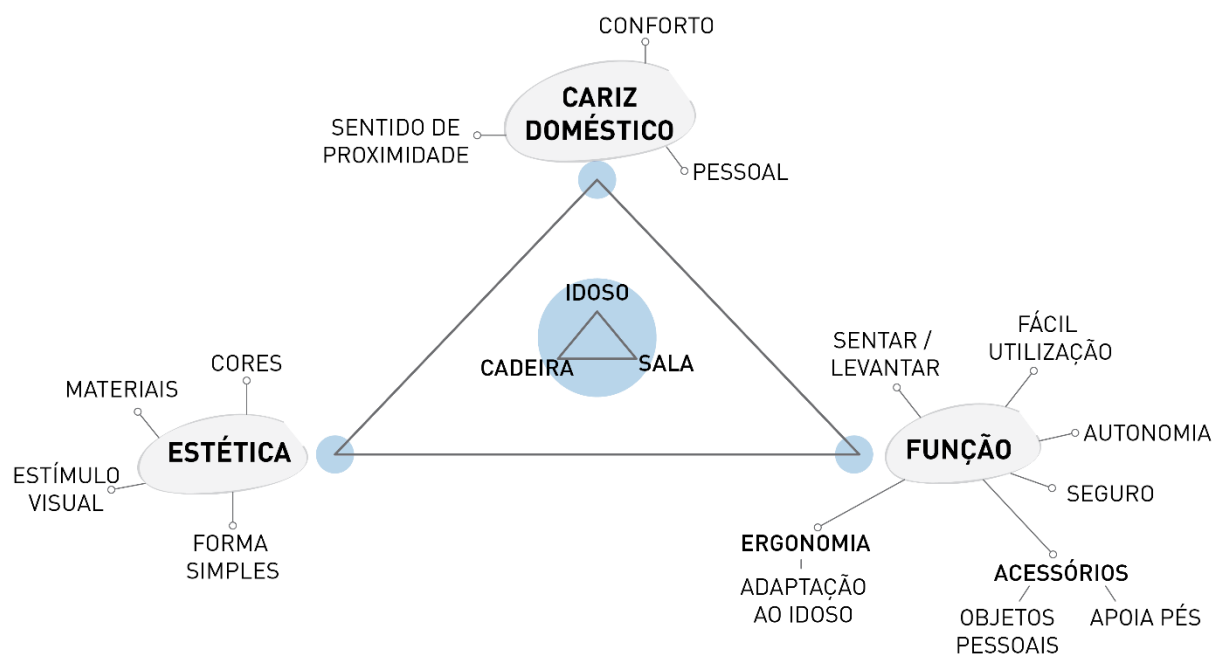 CONFORTO
CARIZ
DOMÉSTICO
SENTIDO DE
PROXIMIDADE
PESSOAL
IDOSO
CADEIRA
SALA
CORES
MATERIAIS
ESTÉTICA
ESTÍMULO
VISUAL
FORMA
SIMPLES
SENTAR /
LEVANTAR
FÁCIL
UTILIZAÇÃO
FUNÇÃO
AUTONOMIA
SEGURO
ERGONOMIA
ADAPTAÇÃO
AO IDOSO
ACESSÓRIOS
OBJETOS
PESSOAIS
APOIA PÉS